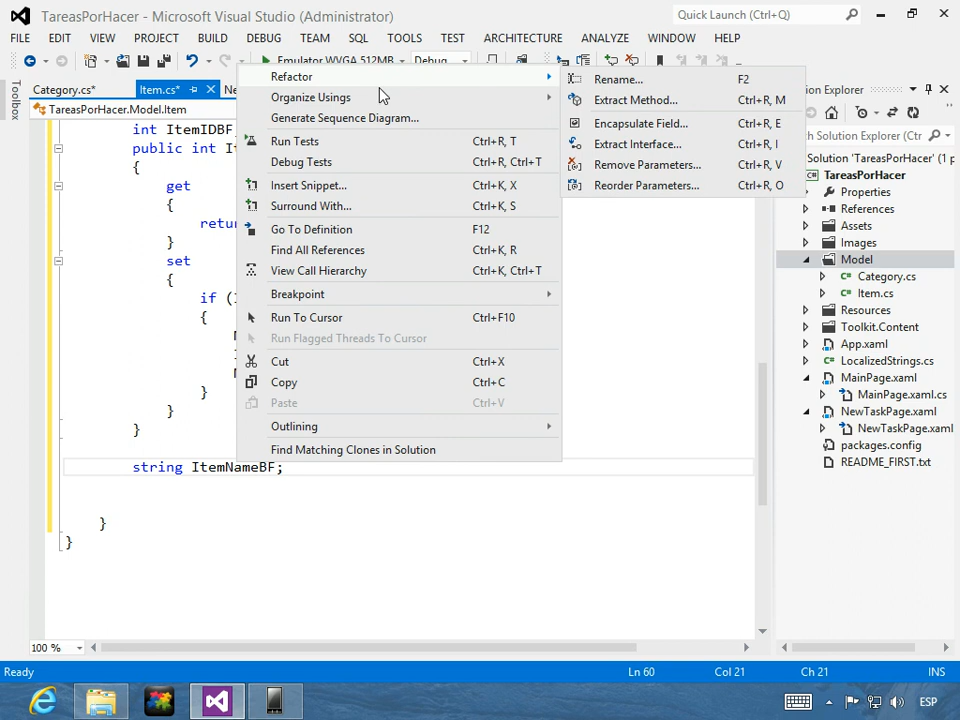 TareasPorHacer - Microsoft Visual Studio (Administrator)
Quick Launch (Ctrl+Q)
FILE EDIT VIEW PROJECT BUILD DEBUG TEAM SQL TOOLS TEST ARCHITECTURE ANALYZE WINDOW HELP
Emulator WVGA 512MB Debug
Toolbox
Category.cs* Item.cs*
TareasPorHacer.Model.Item
int ItemIDBF
public int
{
get
{
}
set
{
if
{
}
}
}
string ItemNameBF;
}
}
Refactor
Organize Usings
Generate Sequence Diagram...
Run Tests Ctrl+R, T
Debug Tests Ctrl+R, Ctrl+T
Insert Snippet... Ctrl+K, X
Surround With... Ctrl+K, S
Go To Definition F12
Find All References Ctrl+K, R
View Call Hierarchy Ctrl+K, Ctrl+T
Breakpoint
Run To Cursor Ctrl+F10
Run Flagged Threads To Cursor
Cut Ctrl+X
Copy Ctrl+C
Paste Ctrl+V
Outlining
Find Matching Clones in Solution
Rename... F2
Extract Method... Ctrl+R, M
Encapsulate Field... Ctrl+R, E
Extract Interface... Ctrl+R, I
Remove Parameters... Ctrl+R, V
Reorder Parameters... Ctrl+R, O
Explorer
Solution Explorer (Ctrl+
Solution 'TareasPorHacer' (1 p
TareasPorHacer
Properties
References
Assets
Images
Model
Category.cs
Item.cs
Resources
Toolkit.Content
App.xaml
LocalizedStrings.cs
MainPage.xaml
MainPage.xaml.cs
NewTaskPage.xaml
NewTaskPage.xaml
packages.config
README_FIRST.txt
100 %
Ready Ln 60 Col 21 Ch 21 INS
ESP